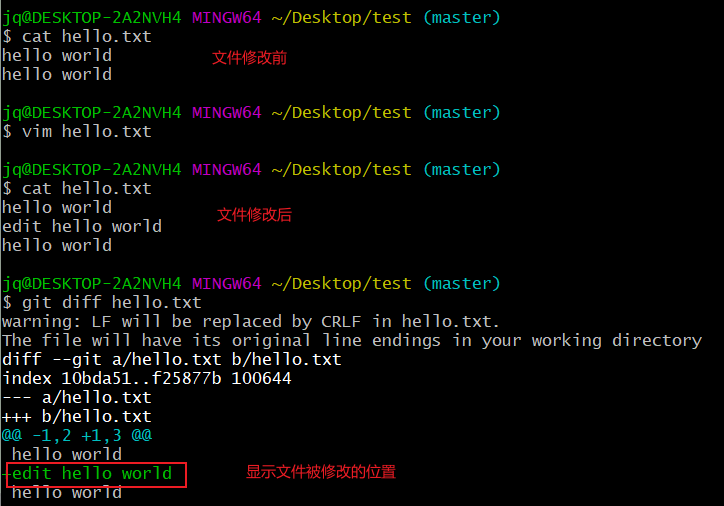 jq@DESKTOP-2A2NVH4 MINGW64 ~/Desktop/test (master)
$ cat hello.txt
hello world 文件修改前
hello world
jq@DESKTOP-2A2NVH4 MINGW64 ~/Desktop/test (master)
$ vim hello.txt
jq@DESKTOP-2A2NVH4 MINGW64 ~/Desktop/test (master)
$ cat hello.txt
hello world 文件修改后
edit hello world
hello world
jq@DESKTOP-2A2NVH4 MINGW64 ~/Desktop/test (master)
$ git diff hello.txt
warning: LF will be replaced by CRLF in hello.txt.
The file will have its original line endings in your working directory
diff --git a/hello.txt b/hello.txt
index 10bda51..f25877b 100644
--- a/hello.txt
+++ b/hello.txt
@@ -1,2 +1,3 @@
 hello world
+edit hello world 显示文件被修改的位置
 hello world